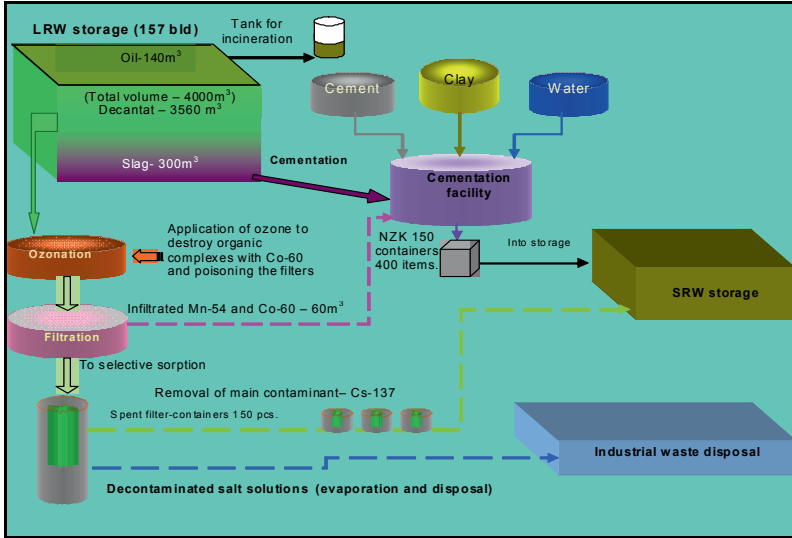 LRW storage (157 bld)
Tank for
incineration
Oil-140m³
(Total volume – 4000m³)
Decantat – 3560 m³
Slag- 300m³
Cement
Clay
Water
Cementation
Cementation
facility
Application of ozone to
destroy organic
complexes with Co-60
and poisoning the filters
Ozonation
NZK 150
containers
400 items.
Into storage
SRW storage
Infiltrated Mn-54 and Co-60 – 60m³
Filtration
To selective sorption
Removal of main contaminant– Cs-137
Spent filter-containers 150 pcs.
Industrial waste disposal
Decontaminated salt solutions (evaporation and disposal)